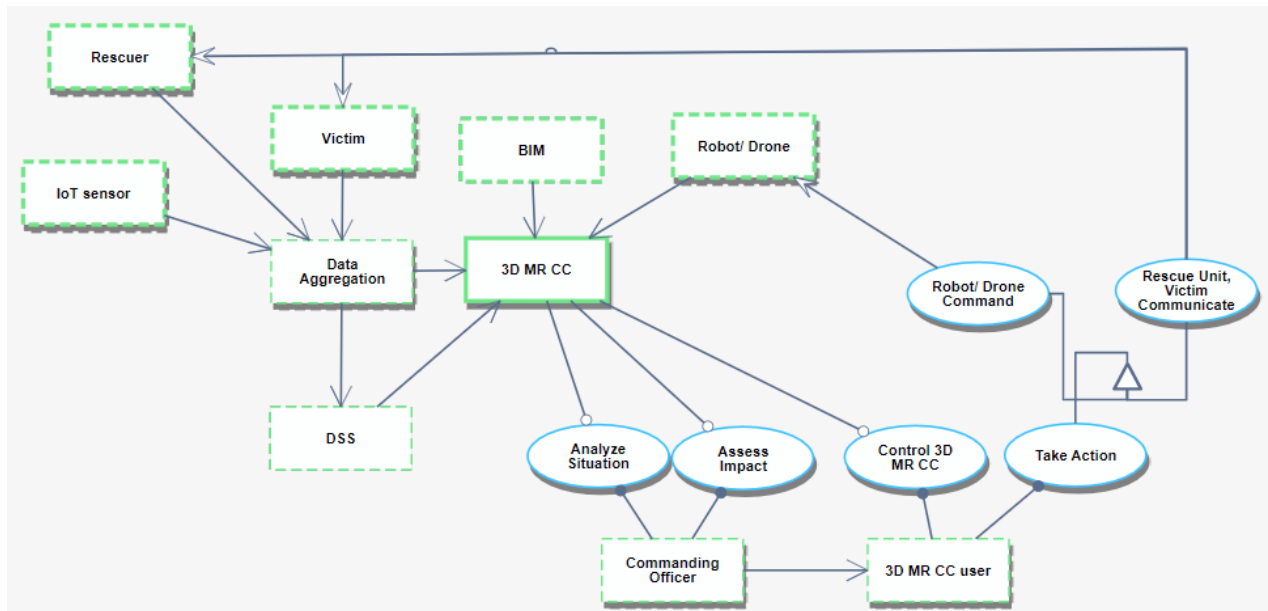 Rescuer
Victim
BIM
Robot/ Drone
IoT sensor
Data
Aggregation
3D MR CC
Robot/ Drone
Command
Rescue Unit,
Victim
Communicate
DSS
Analyze
Situation
Assess
Impact
Control 3D
MR CC
Take Action
Commanding
Officer
3D MR CC user